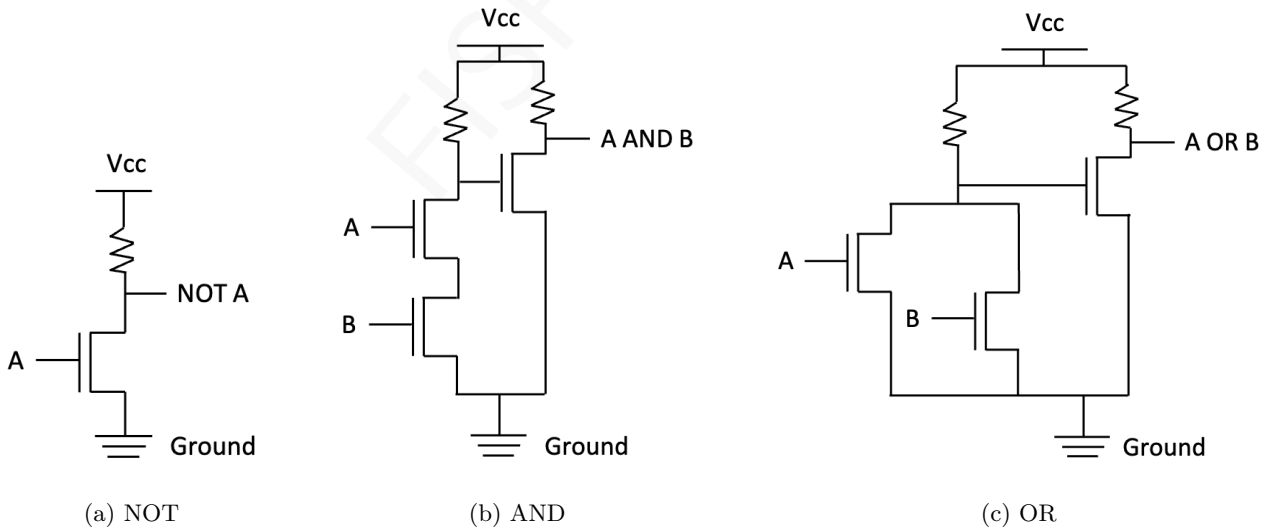 Vcc
A
NOT A
Ground
(a) NOT
Vcc
A AND B
A
B
Ground
(b) AND
Vcc
A OR B
A
B
Ground
(c) OR